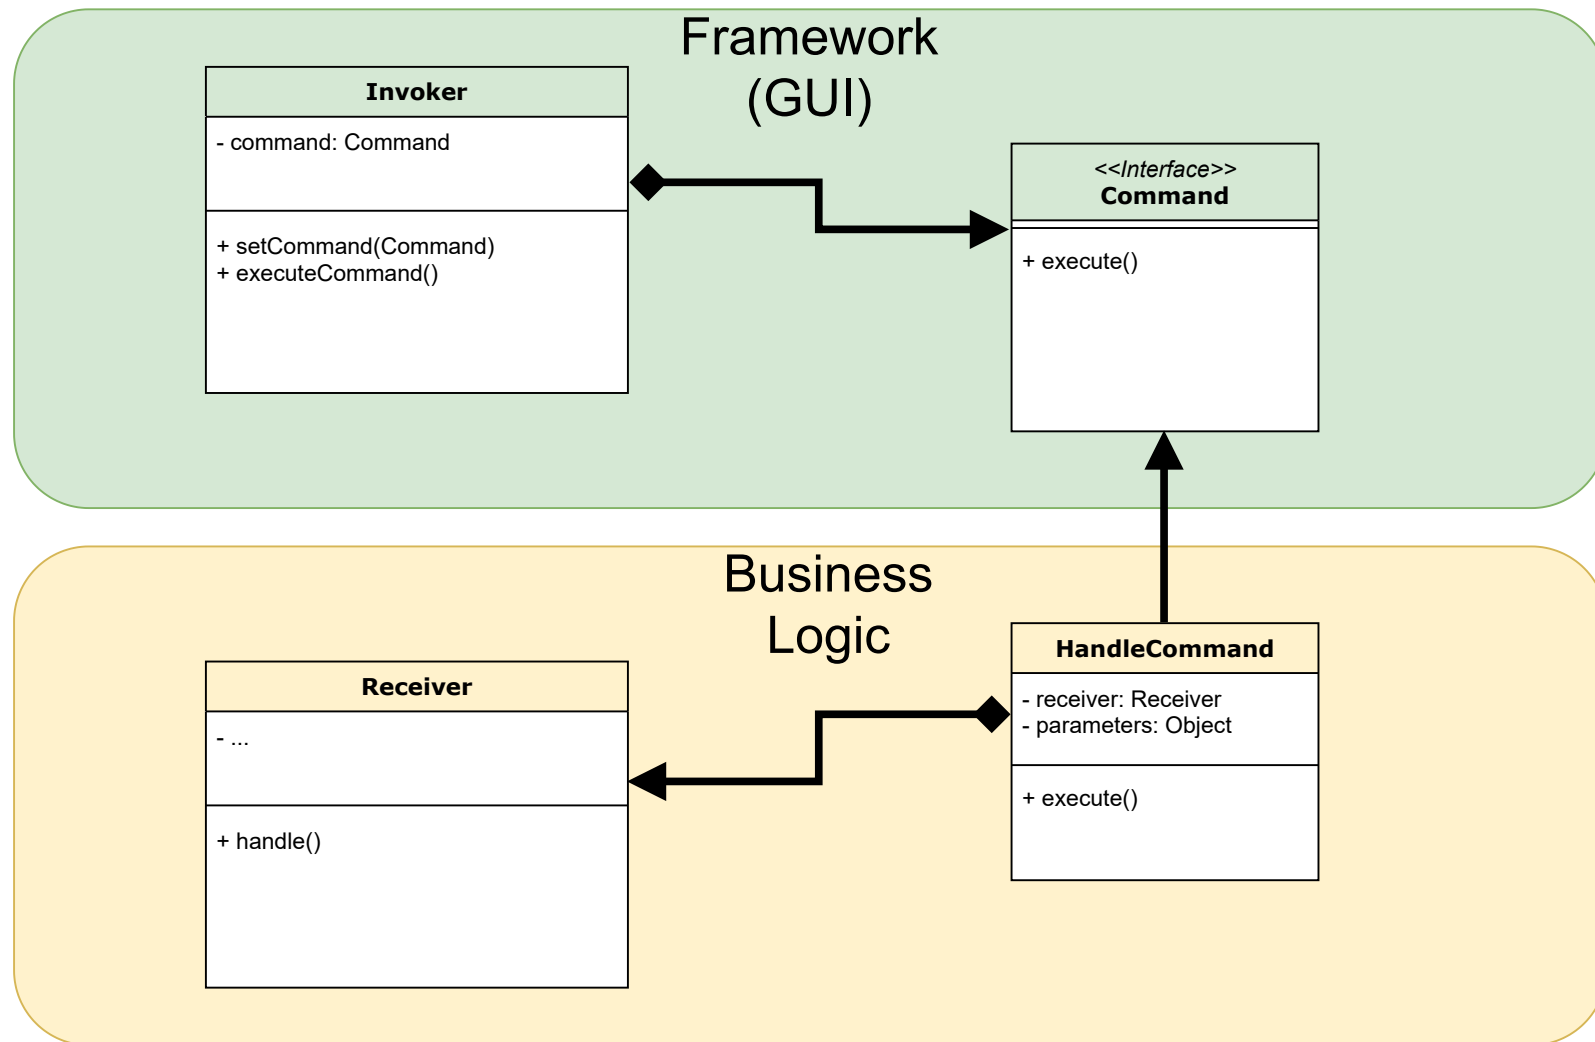 Framework
(GUI)
Invoker
- command: Command
+ setCommand(Command)
+ executeCommand()
<<Interface>>
Command
+ execute()
Business
Logic
Receiver
- ...
+ handle()
HandleCommand
- receiver: Receiver
- parameters: Object
+ execute()